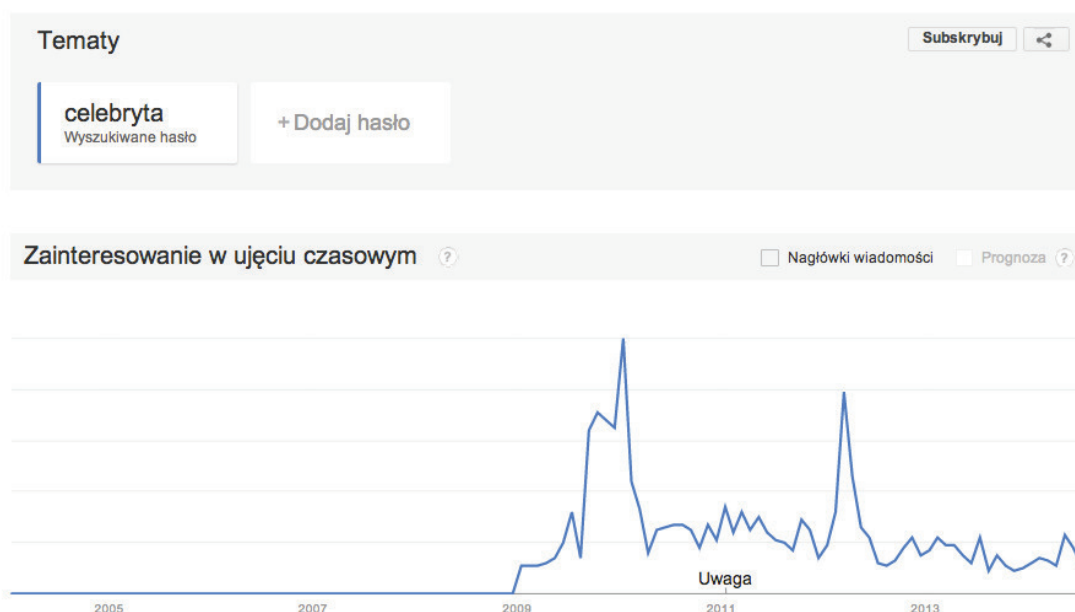 Tematy
Subskrybuj
celebryta
Wyszukiwane hasło
+ Dodaj hasło
Zainteresowanie w ujęciu czasowym ?
Nagłówki wiadomości
Prognoza ?
Uwaga
2005 2007 2009 2011 2013